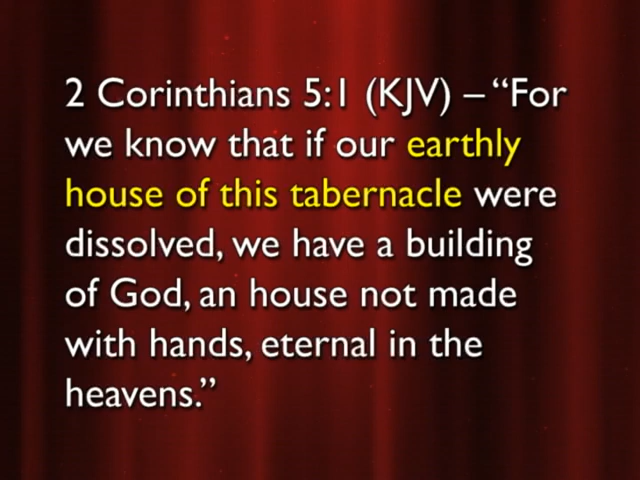 2 Corinthians 5:1 (KJV) – “For
we know that if our earthly
house of this tabernacle were
dissolved, we have a building
of God, an house not made
with hands, eternal in the
heavens.”